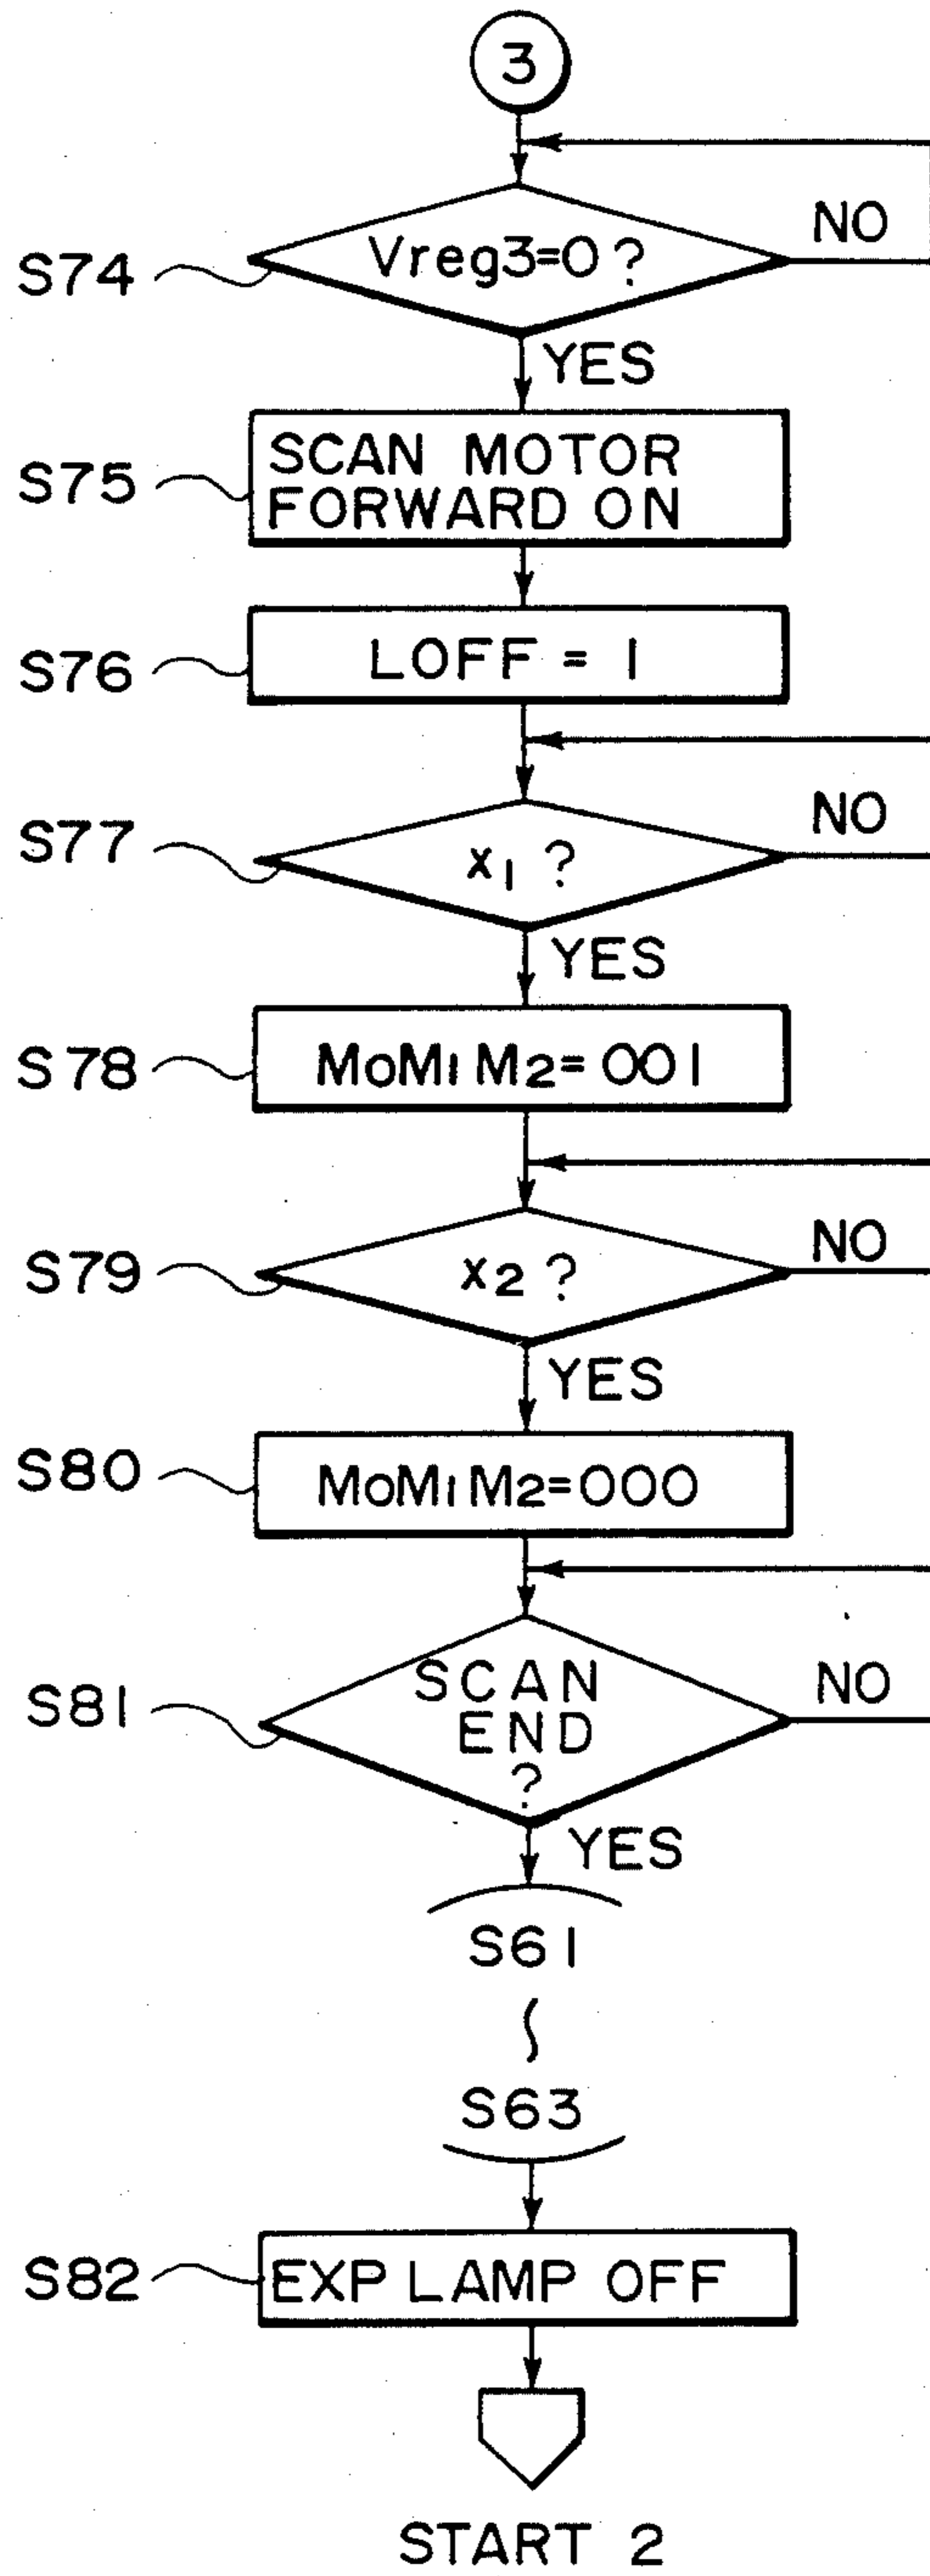 3
NO
S74
Vreg3=0?
YES
S75
SCAN MOTOR
FORWARD ON
S76
LOFF = 1
NO
S77
x1 ?
YES
S78
M0M1M2=001
NO
S79
x2 ?
YES
S80
M0M1M2=000
S81
SCAN
END
?
NO
YES
S61
~
S63
S82
EXP LAMP OFF
START 2